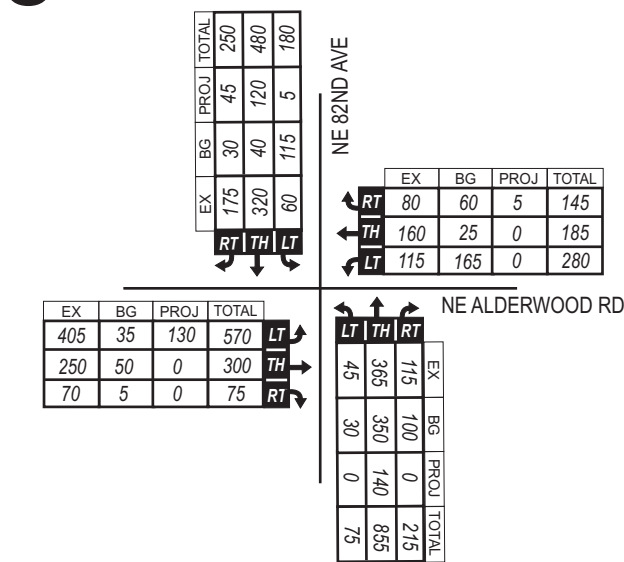 TOTAL 250 480 180
PROJ 45 120 5
BG 30 40 115
EX 175 320 60
RT TH LT
NE 82ND AVE
EX BG PROJ TOTAL
RT 80 60 5 145
TH 160 25 0 185
LT 115 165 0 280
NE ALDERWOOD RD
EX BG PROJ TOTAL
405 35 130 570 LT
250 50 0 300 TH
70 5 0 75 RT
LT TH RT
45 365 115 EX
30 350 100 BG
0 140 0 PROJ
75 855 215 TOTAL